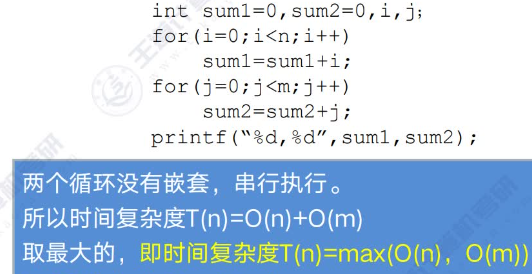 int sum1=0,sum2=0,i,j;
for(i=0;i<n;i++)
sum1=sum1+i;
for(j=0;j<m;j++)
sum2=sum2+j;
printf(“%d,%d”,sum1,sum2);
两个循环没有嵌套，串行执行。
所以时间复杂度T(n)=O(n)+O(m)
取最大的，即时间复杂度T(n)=max(O(n)，O(m))